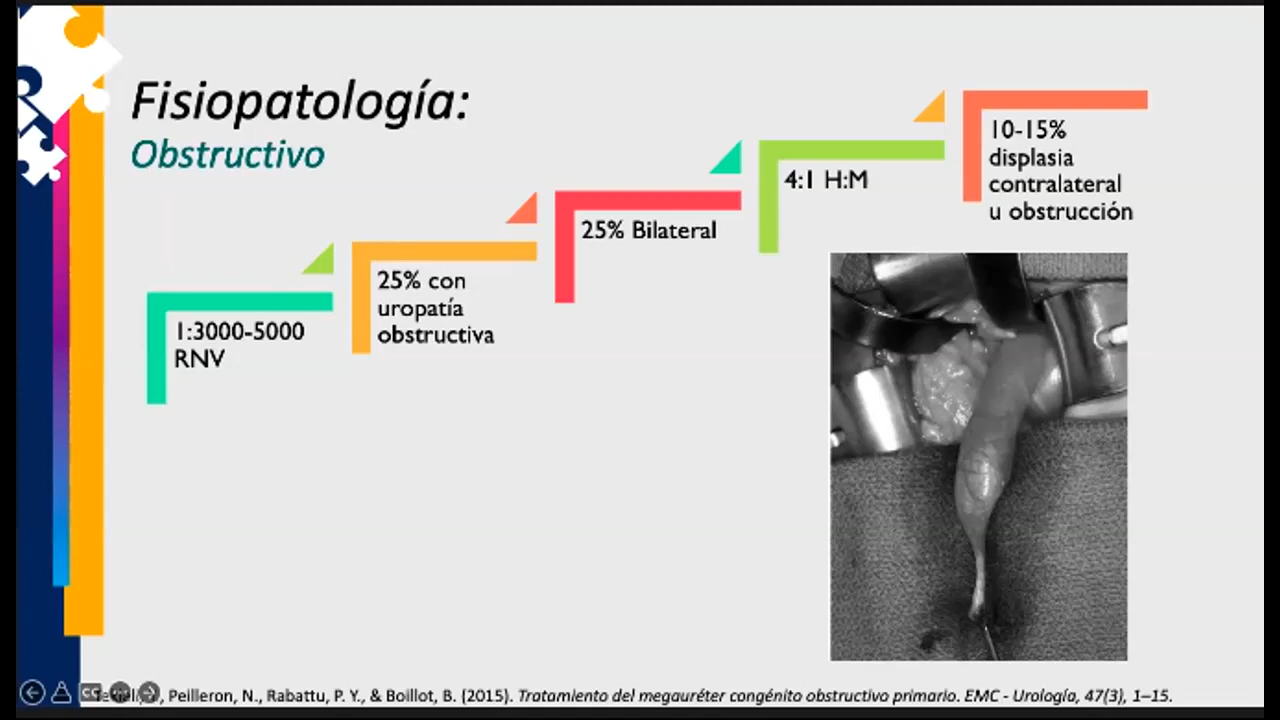 Fisiopatología:
Obstructivo
1:3000-5000
RNV
25% con
uropatía
obstructiva
25% Bilateral
4:1 H:M
10-15%
displasia
contralateral
u obstrucción
Peilleron, N., Rabattu, P. Y., & Boillot, B. (2015). Tratamiento del megauréter congénito obstructivo primario. EMC - Urología, 47(3), 1–15.